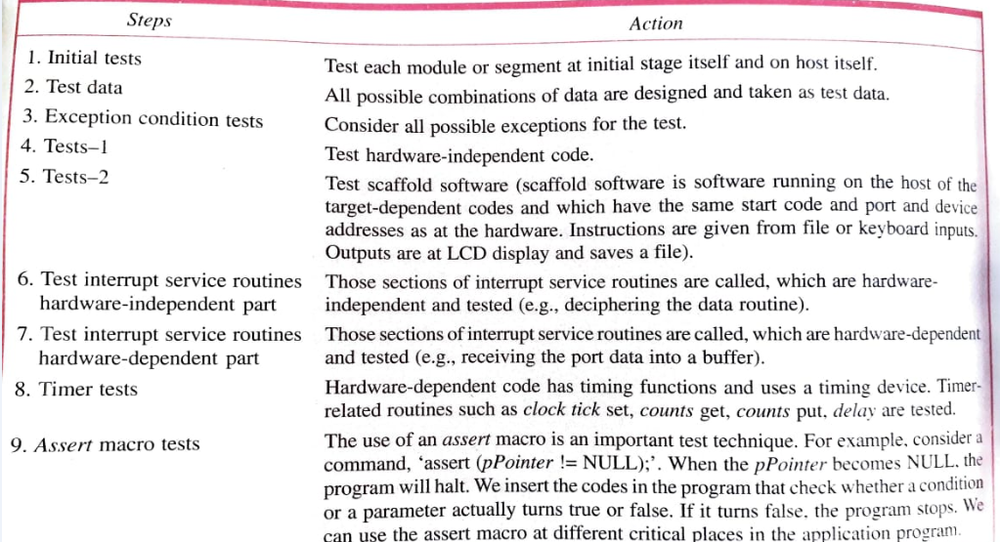 Steps Action
1. Initial tests Test each module or segment at initial stage itself and on host itself.
2. Test data All possible combinations of data are designed and taken as test data.
3. Exception condition tests Consider all possible exceptions for the test.
4. Tests–1 Test hardware-independent code.
5. Tests–2 Test scaffold software (scaffold software is software running on the host of the
target-dependent codes and which have the same start code and port and device
addresses as at the hardware. Instructions are given from file or keyboard inputs.
Outputs are at LCD display and saves a file).
6. Test interrupt service routines Those sections of interrupt service routines are called, which are hardware-
hardware-independent part independent and tested (e.g., deciphering the data routine).
7. Test interrupt service routines Those sections of interrupt service routines are called, which are hardware-dependent
hardware-dependent part and tested (e.g., receiving the port data into a buffer).
8. Timer tests Hardware-dependent code has timing functions and uses a timing device. Timer-
related routines such as clock tick set, counts get, counts put, delay are tested.
9. Assert macro tests The use of an assert macro is an important test technique. For example, consider a
command, ‘assert (pPointer != NULL);’. When the pPointer becomes NULL, the
program will halt. We insert the codes in the program that check whether a condition
or a parameter actually turns true or false. If it turns false, the program stops. We
can use the assert macro at different critical places in the application program.